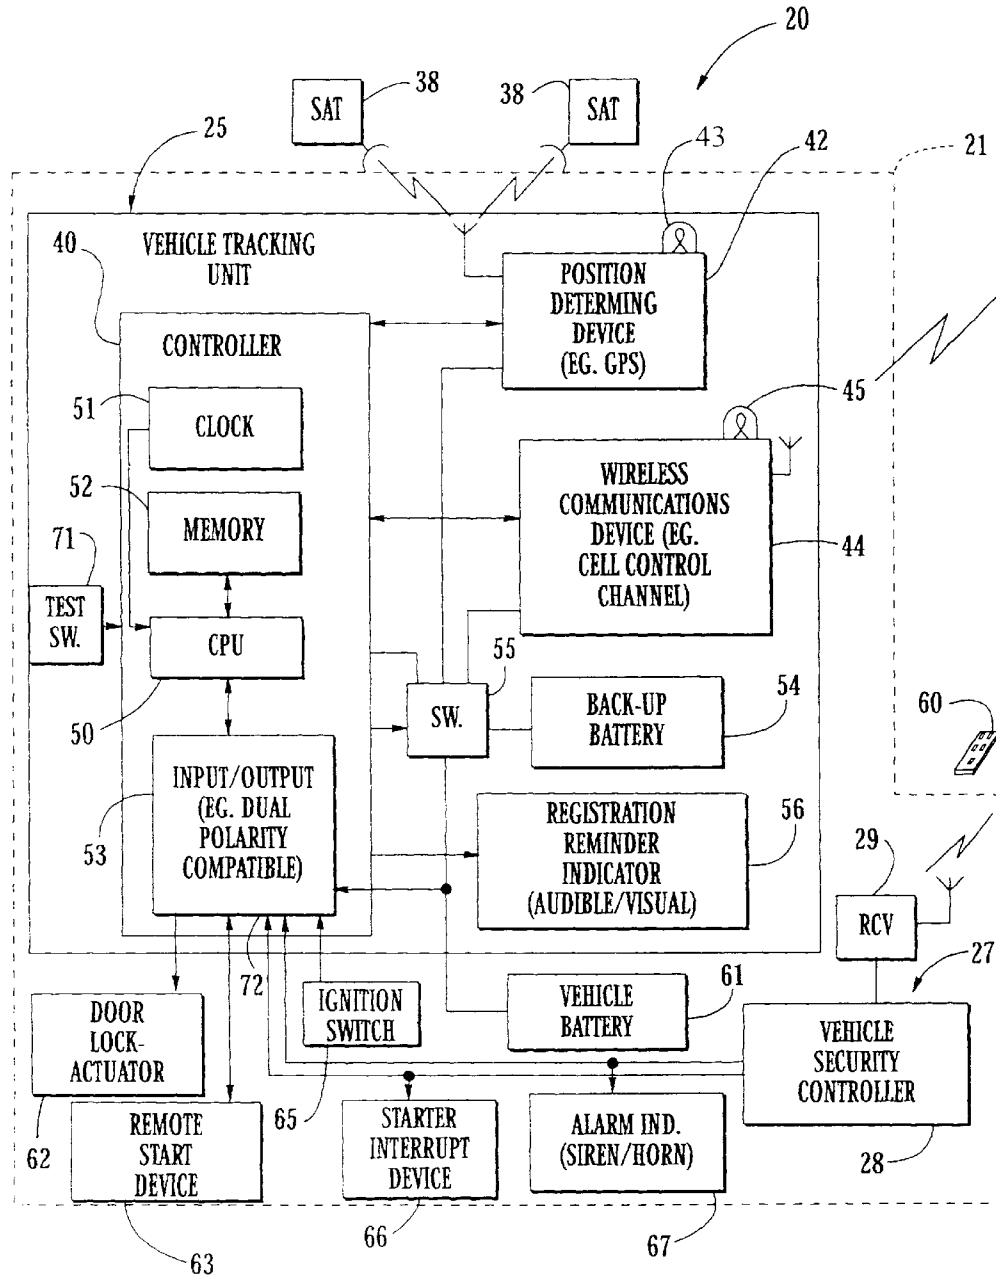 20
SAT
38
38
SAT
25
43
42
21
40
VEHICLE TRACKING
UNIT
POSITION
DETERMING
DEVICE
(EG. GPS)
CONTROLLER
51
CLOCK
45
52
MEMORY
WIRELESS
COMMUNICATIONS
DEVICE (EG.
CELL CONTROL
CHANNEL)
44
71
TEST
SW.
CPU
50
55
SW.
BACK-UP
BATTERY
54
60
INPUT/OUTPUT
(EG. DUAL
POLARITY
COMPATIBLE)
53
REGISTRATION
REMINDER
INDICATOR
(AUDIBLE/VISUAL)
56
29
RCV
72
27
DOOR
LOCK-
ACTUATOR
62
IGNITION
SWITCH
65
VEHICLE
BATTERY
61
VEHICLE
SECURITY
CONTROLLER
28
REMOTE
START
DEVICE
63
STARTER
INTERRUPT
DEVICE
66
ALARM IND.
(SIREN/HORN)
67